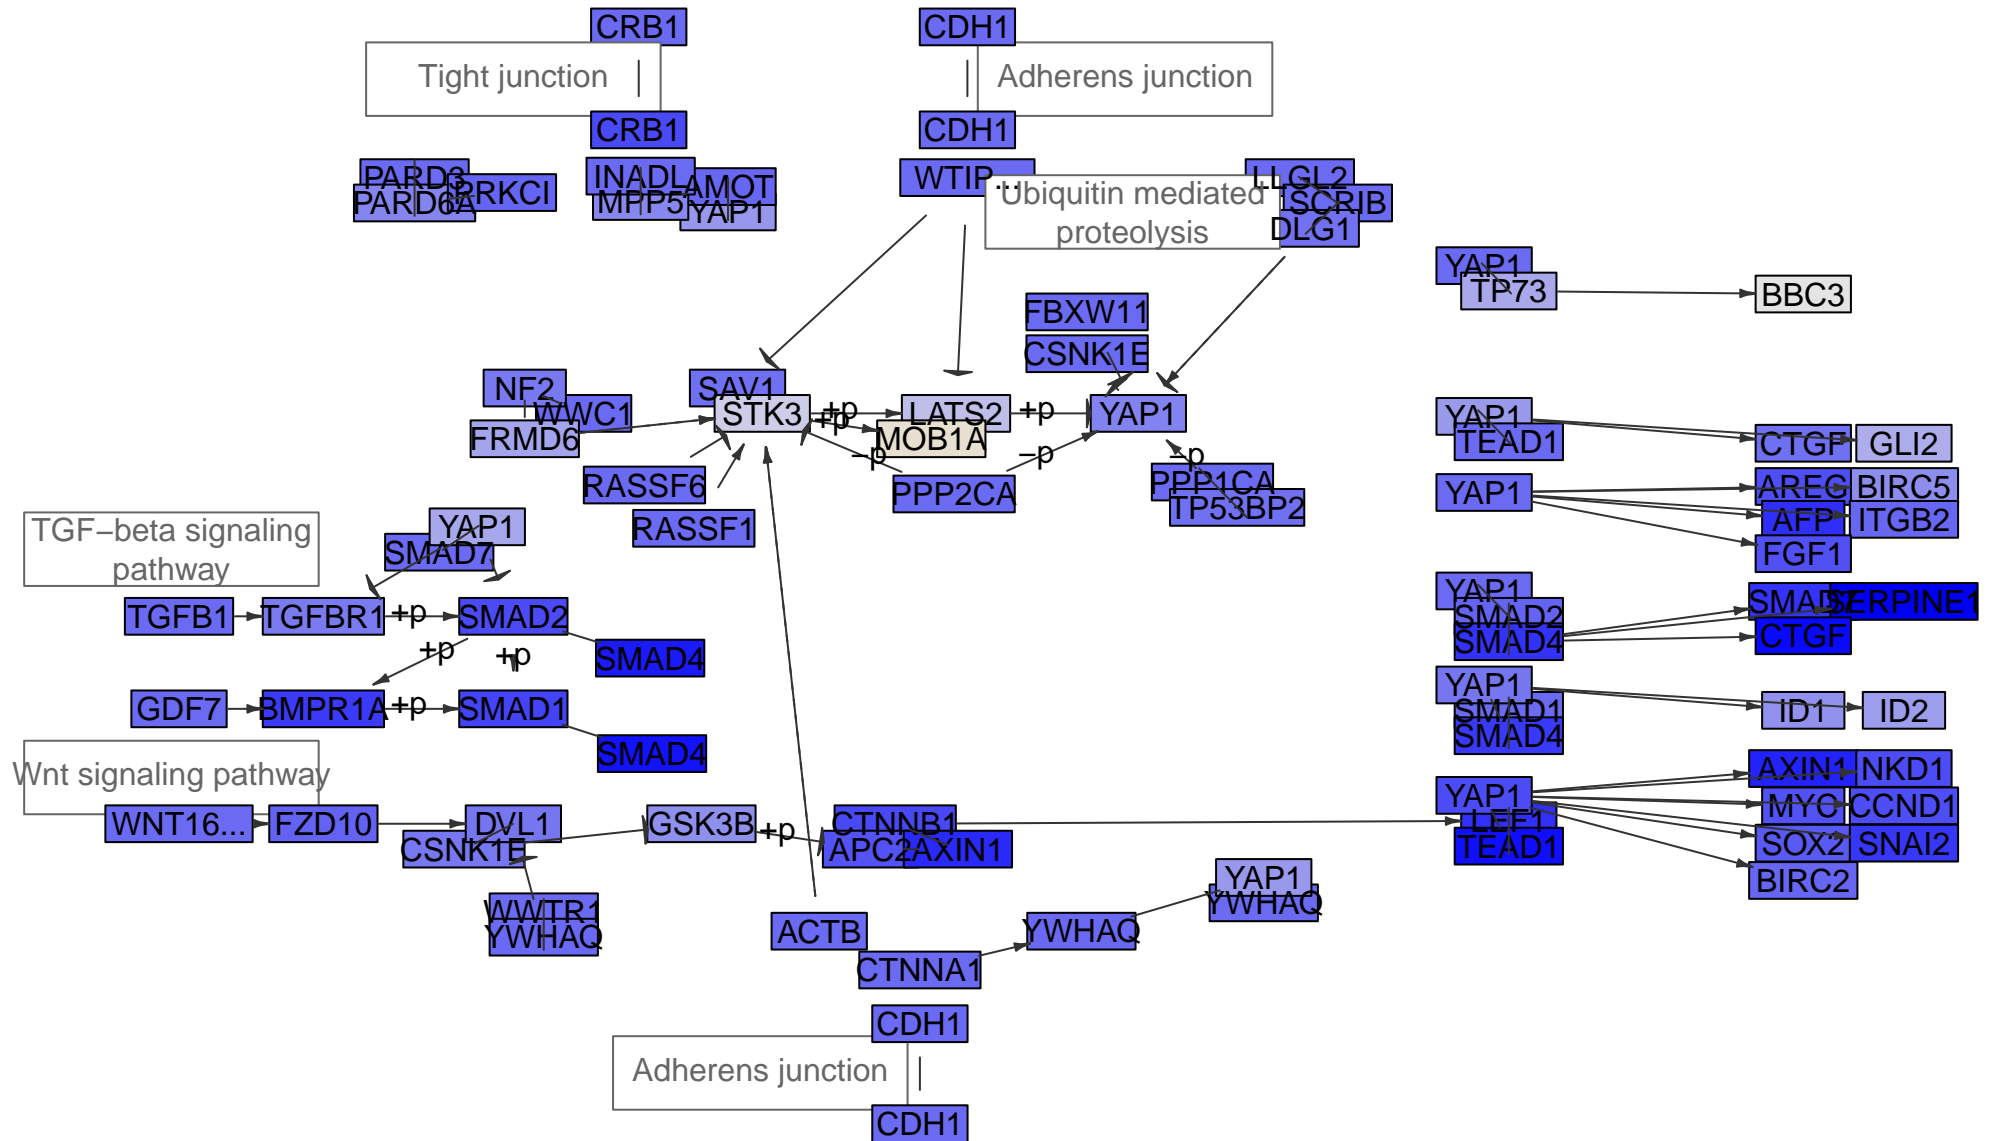 CRB1
CDH1
Tight junction
Adherens junction
CRB1
CDH1
PARD3
PARD6A
PRKCI
INADL
MPP5
AMOT
YAP1
WTIP...
Ubiquitin mediated
proteolysis
LLGL2
SCRIB
DLG1
YAP1
TP73
BBC3
FBXW11
CSNK1E
NF2
WWC1
FRMD6
SAV1
STK3
+p
+p
LATS2
MOB1A
+p
YAP1
−p
−p
−p
RASSF6
RASSF1
PPP2CA
PPP1CA
TP53BP2
YAP1
TEAD1
CTGF
GLI2
YAP1
AREG
BIRC5
AFP
ITGB2
FGF1
TGF−beta signaling
pathway
YAP1
SMAD7
TGFB1
TGFBR1
+p
SMAD2
+p
+p
SMAD4
YAP1
SMAD2
SMAD4
SERPINE1
CTGF
GDF7
BMPR1A
+p
SMAD1
SMAD4
YAP1
SMAD1
SMAD4
ID1
ID2
Wnt signaling pathway
WNT16...
FZD10
DVL1
CSNK1E
GSK3B
+p
CTNNB1
APC2
AXIN1
YAP1
LEF1
TEAD1
AXIN1
NKD1
MYC
CCND1
SOX2
SNAI2
BIRC2
WWTR1
YWHAQ
ACTB
CTNNA1
YWHAQ
YAP1
YWHAQ
CDH1
Adherens junction
CDH1